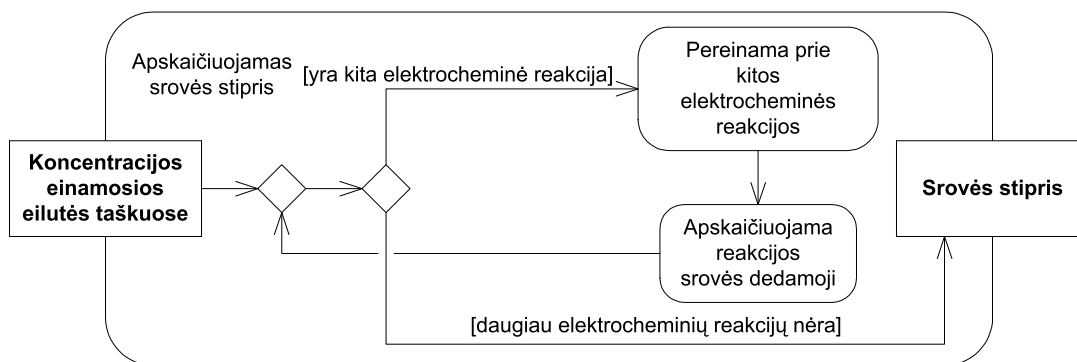 Apskaičiuojamas
srovės stipris
[yra kita elektrocheminė reakcija]
Pereinama prie
kitos
elektrocheminės
reakcijos
Koncentracijos
einamosios
eilutės taškuose
Srovės stipris
Apskaičiuojama
reakcijos
srovės dedamoji
[daugiau elektrocheminių reakcijų nėra]